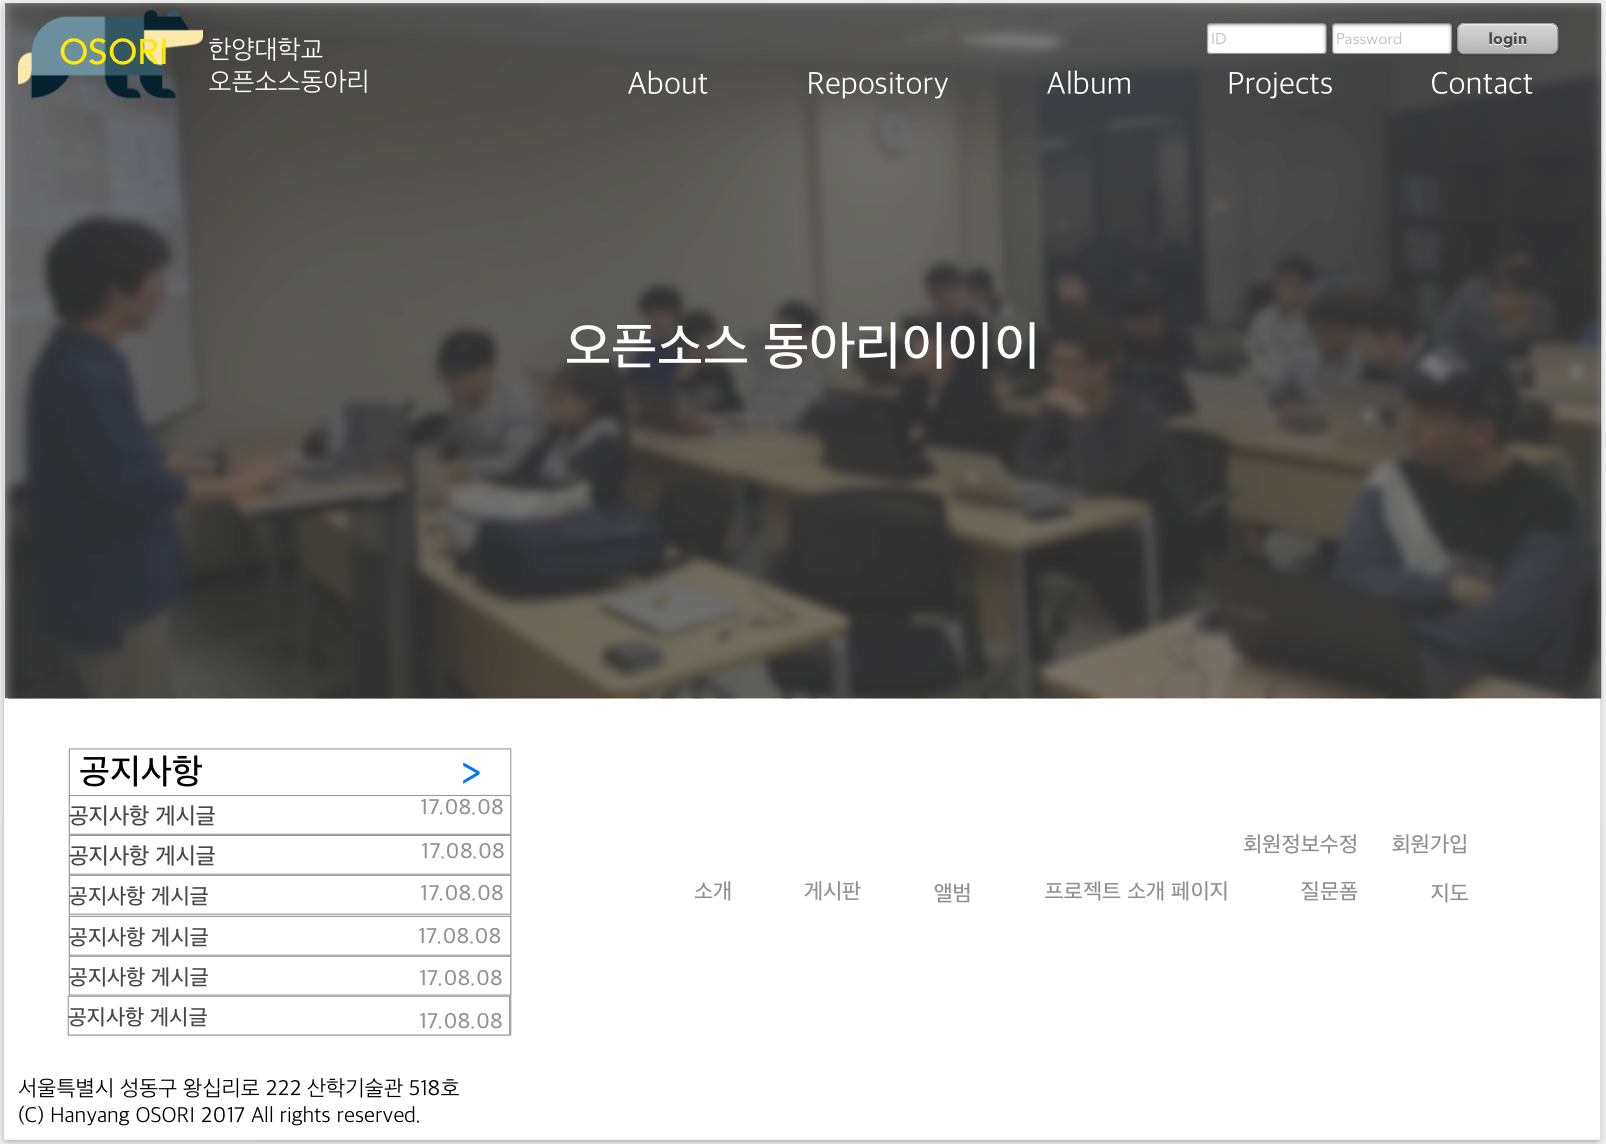 OSORI
한양대학교
오픈소스동아리
ID
Password
login
About
Repository
Album
Projects
Contact
오픈소스 동아리이이이
공지사항
>
공지사항 게시글
17.08.08
공지사항 게시글
17.08.08
공지사항 게시글
17.08.08
공지사항 게시글
17.08.08
공지사항 게시글
17.08.08
공지사항 게시글
17.08.08
회원정보수정
회원가입
소개
게시판
앨범
프로젝트 소개 페이지
질문폼
지도
서울특별시 성동구 왕십리로 222 산학기술관 518호
(C) Hanyang OSORI 2017 All rights reserved.